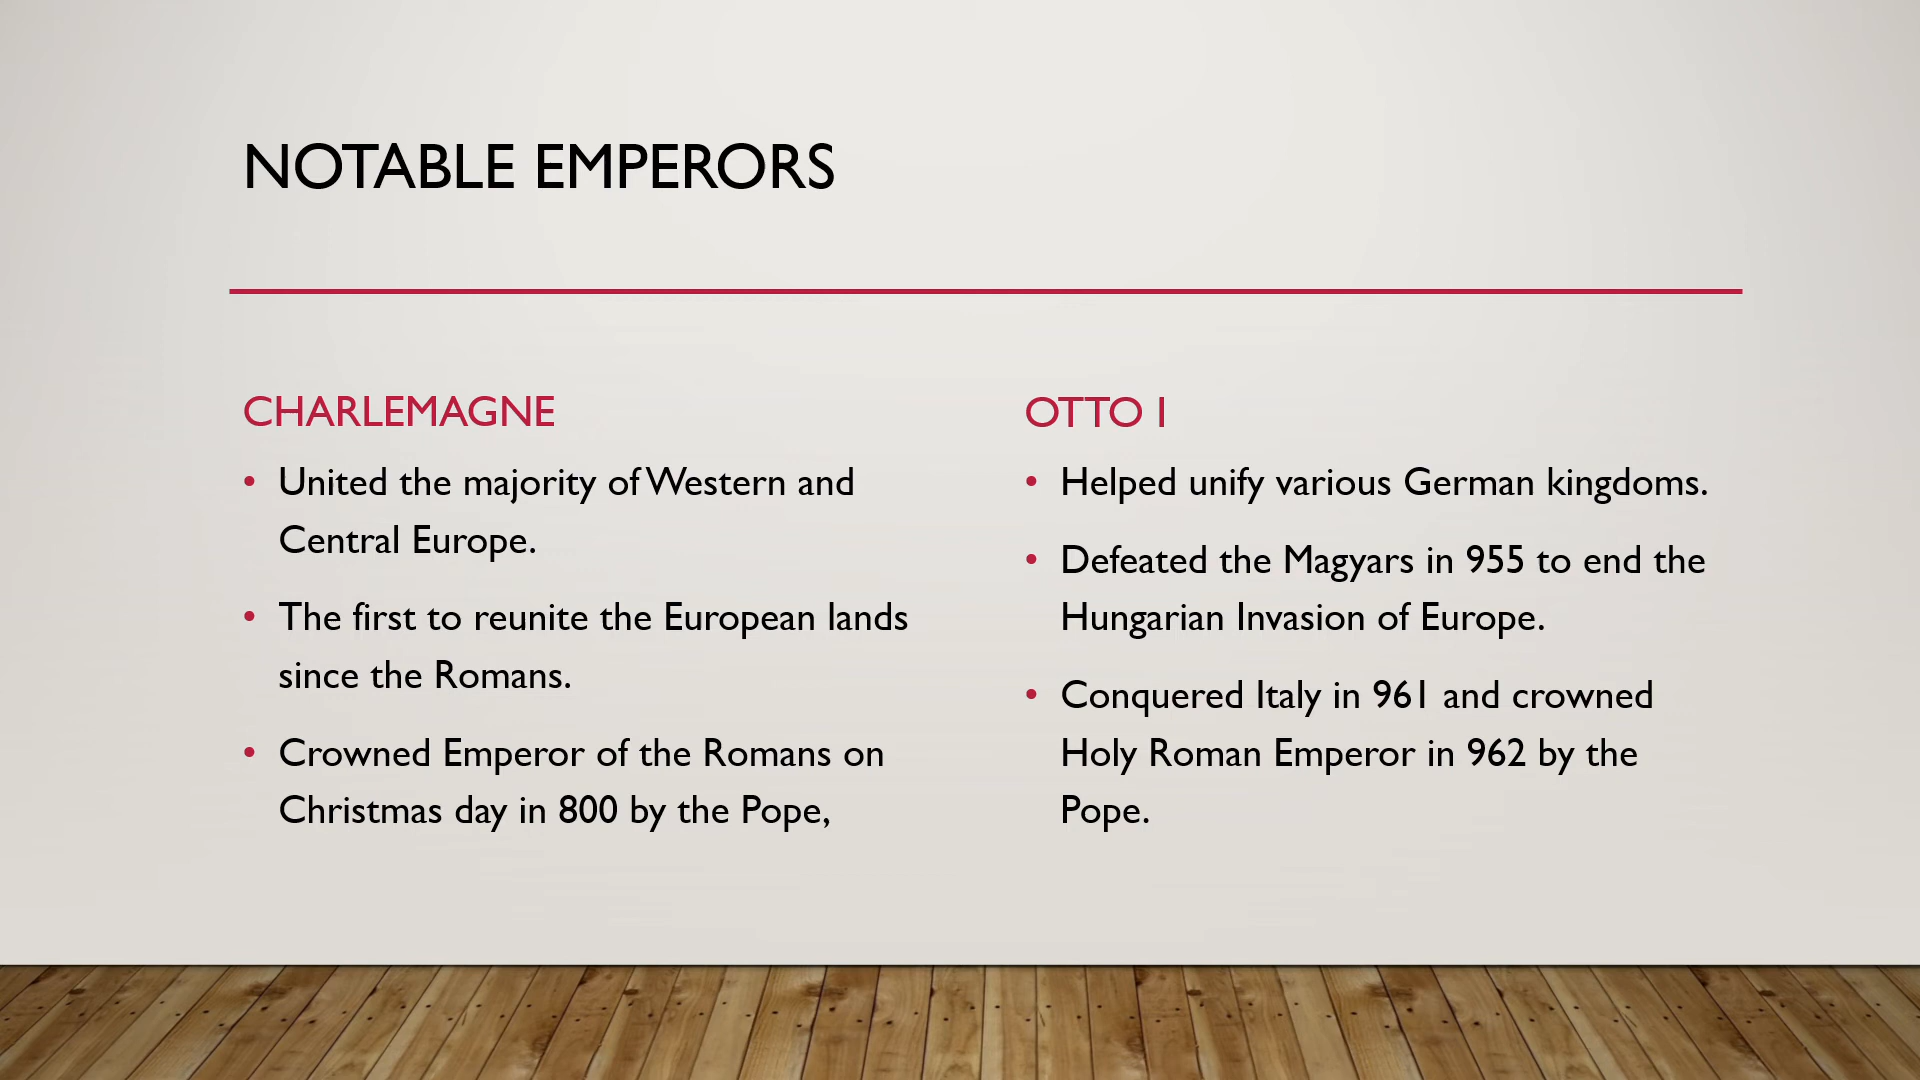 NOTABLE EMPERORS
CHARLEMAGNE
• United the majority of Western and
Central Europe.
• The first to reunite the European lands
since the Romans.
• Crowned Emperor of the Romans on
Christmas day in 800 by the Pope,
OTTO I
• Helped unify various German kingdoms.
• Defeated the Magyars in 955 to end the
Hungarian Invasion of Europe.
• Conquered Italy in 961 and crowned
Holy Roman Emperor in 962 by the
Pope.